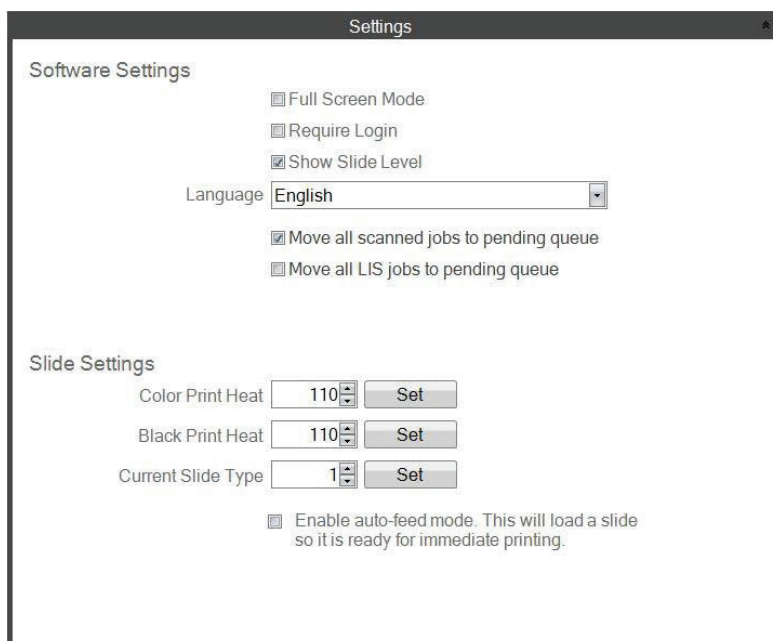 Settings
Software Settings
Full Screen Mode
Require Login
Show Slide Level
Language English
Move all scanned jobs to pending queue
Move all LIS jobs to pending queue
Slide Settings
Color Print Heat 110 Set
Black Print Heat 110 Set
Current Slide Type 1 Set
Enable auto-feed mode. This will load a slide
so it is ready for immediate printing.